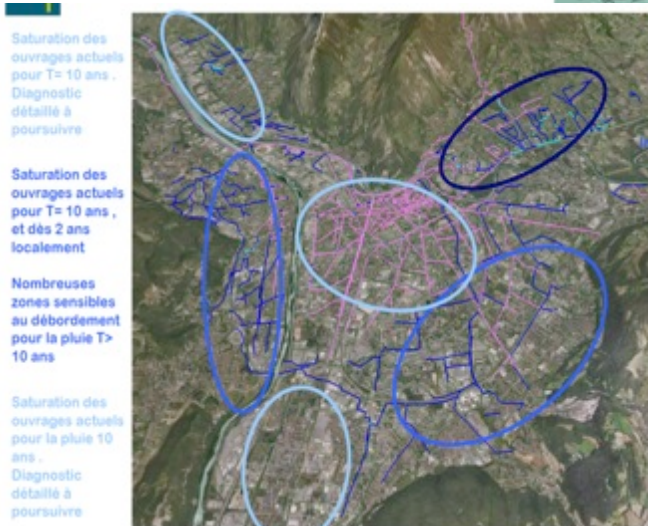 Saturation des
ouvrages actuels
pour T= 10 ans .
Diagnostic
détaillé à
poursuivre
Saturation des
ouvrages actuels
pour T= 10 ans ,
et dès 2 ans
localement
Nombreuses
zones sensibles
au débordement
pour la pluie T>
10 ans
Saturation des
ouvrages actuels
pour la pluie 10
ans .
Diagnostic
détaillé à
poursuivre